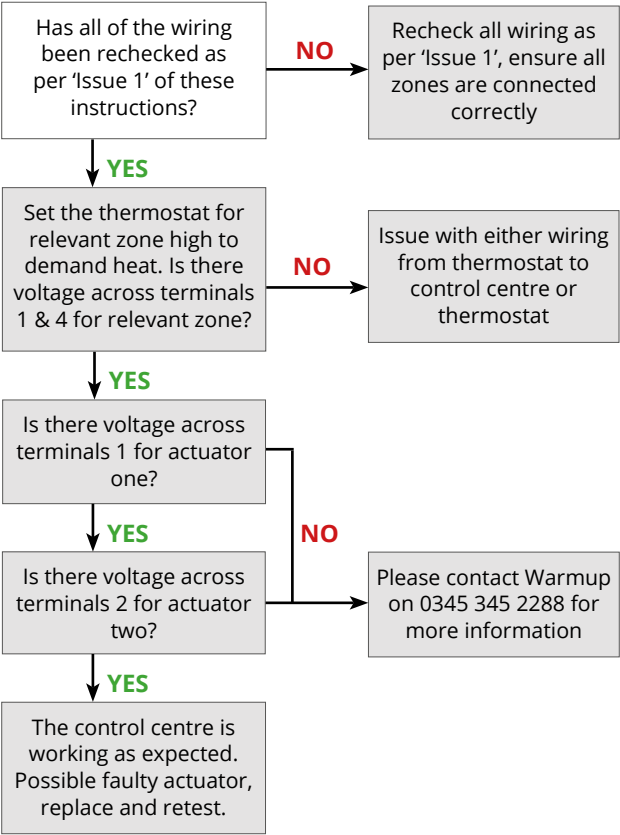 Has all of the wiring
been rechecked as
per ‘Issue 1’ of these
instructions?
NO
Recheck all wiring as
per ‘Issue 1’, ensure all
zones are connected
correctly
YES
Set the thermostat for
relevant zone high to
demand heat. Is there
voltage across terminals
1 & 4 for relevant zone?
NO
Issue with either wiring
from thermostat to
control centre or
thermostat
YES
Is there voltage across
terminals 1 for actuator
one?
YES
NO
Is there voltage across
terminals 2 for actuator
two?
Please contact Warmup
on 0345 345 2288 for
more information
YES
The control centre is
working as expected.
Possible faulty actuator,
replace and retest.